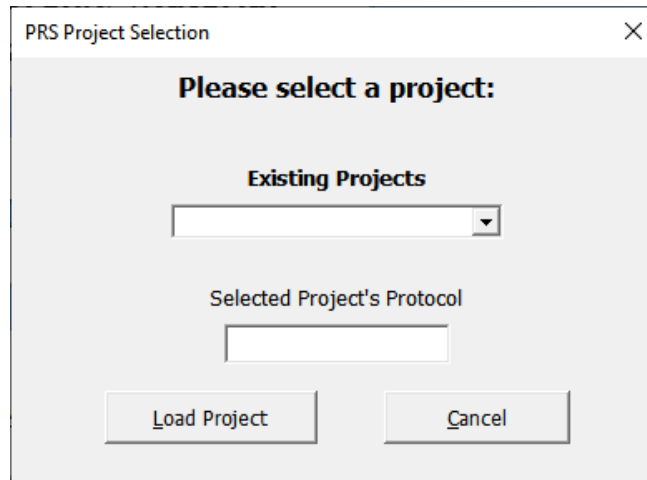 PRS Project Selection
Please select a project:
Existing Projects
Selected Project's Protocol
Load Project
Cancel